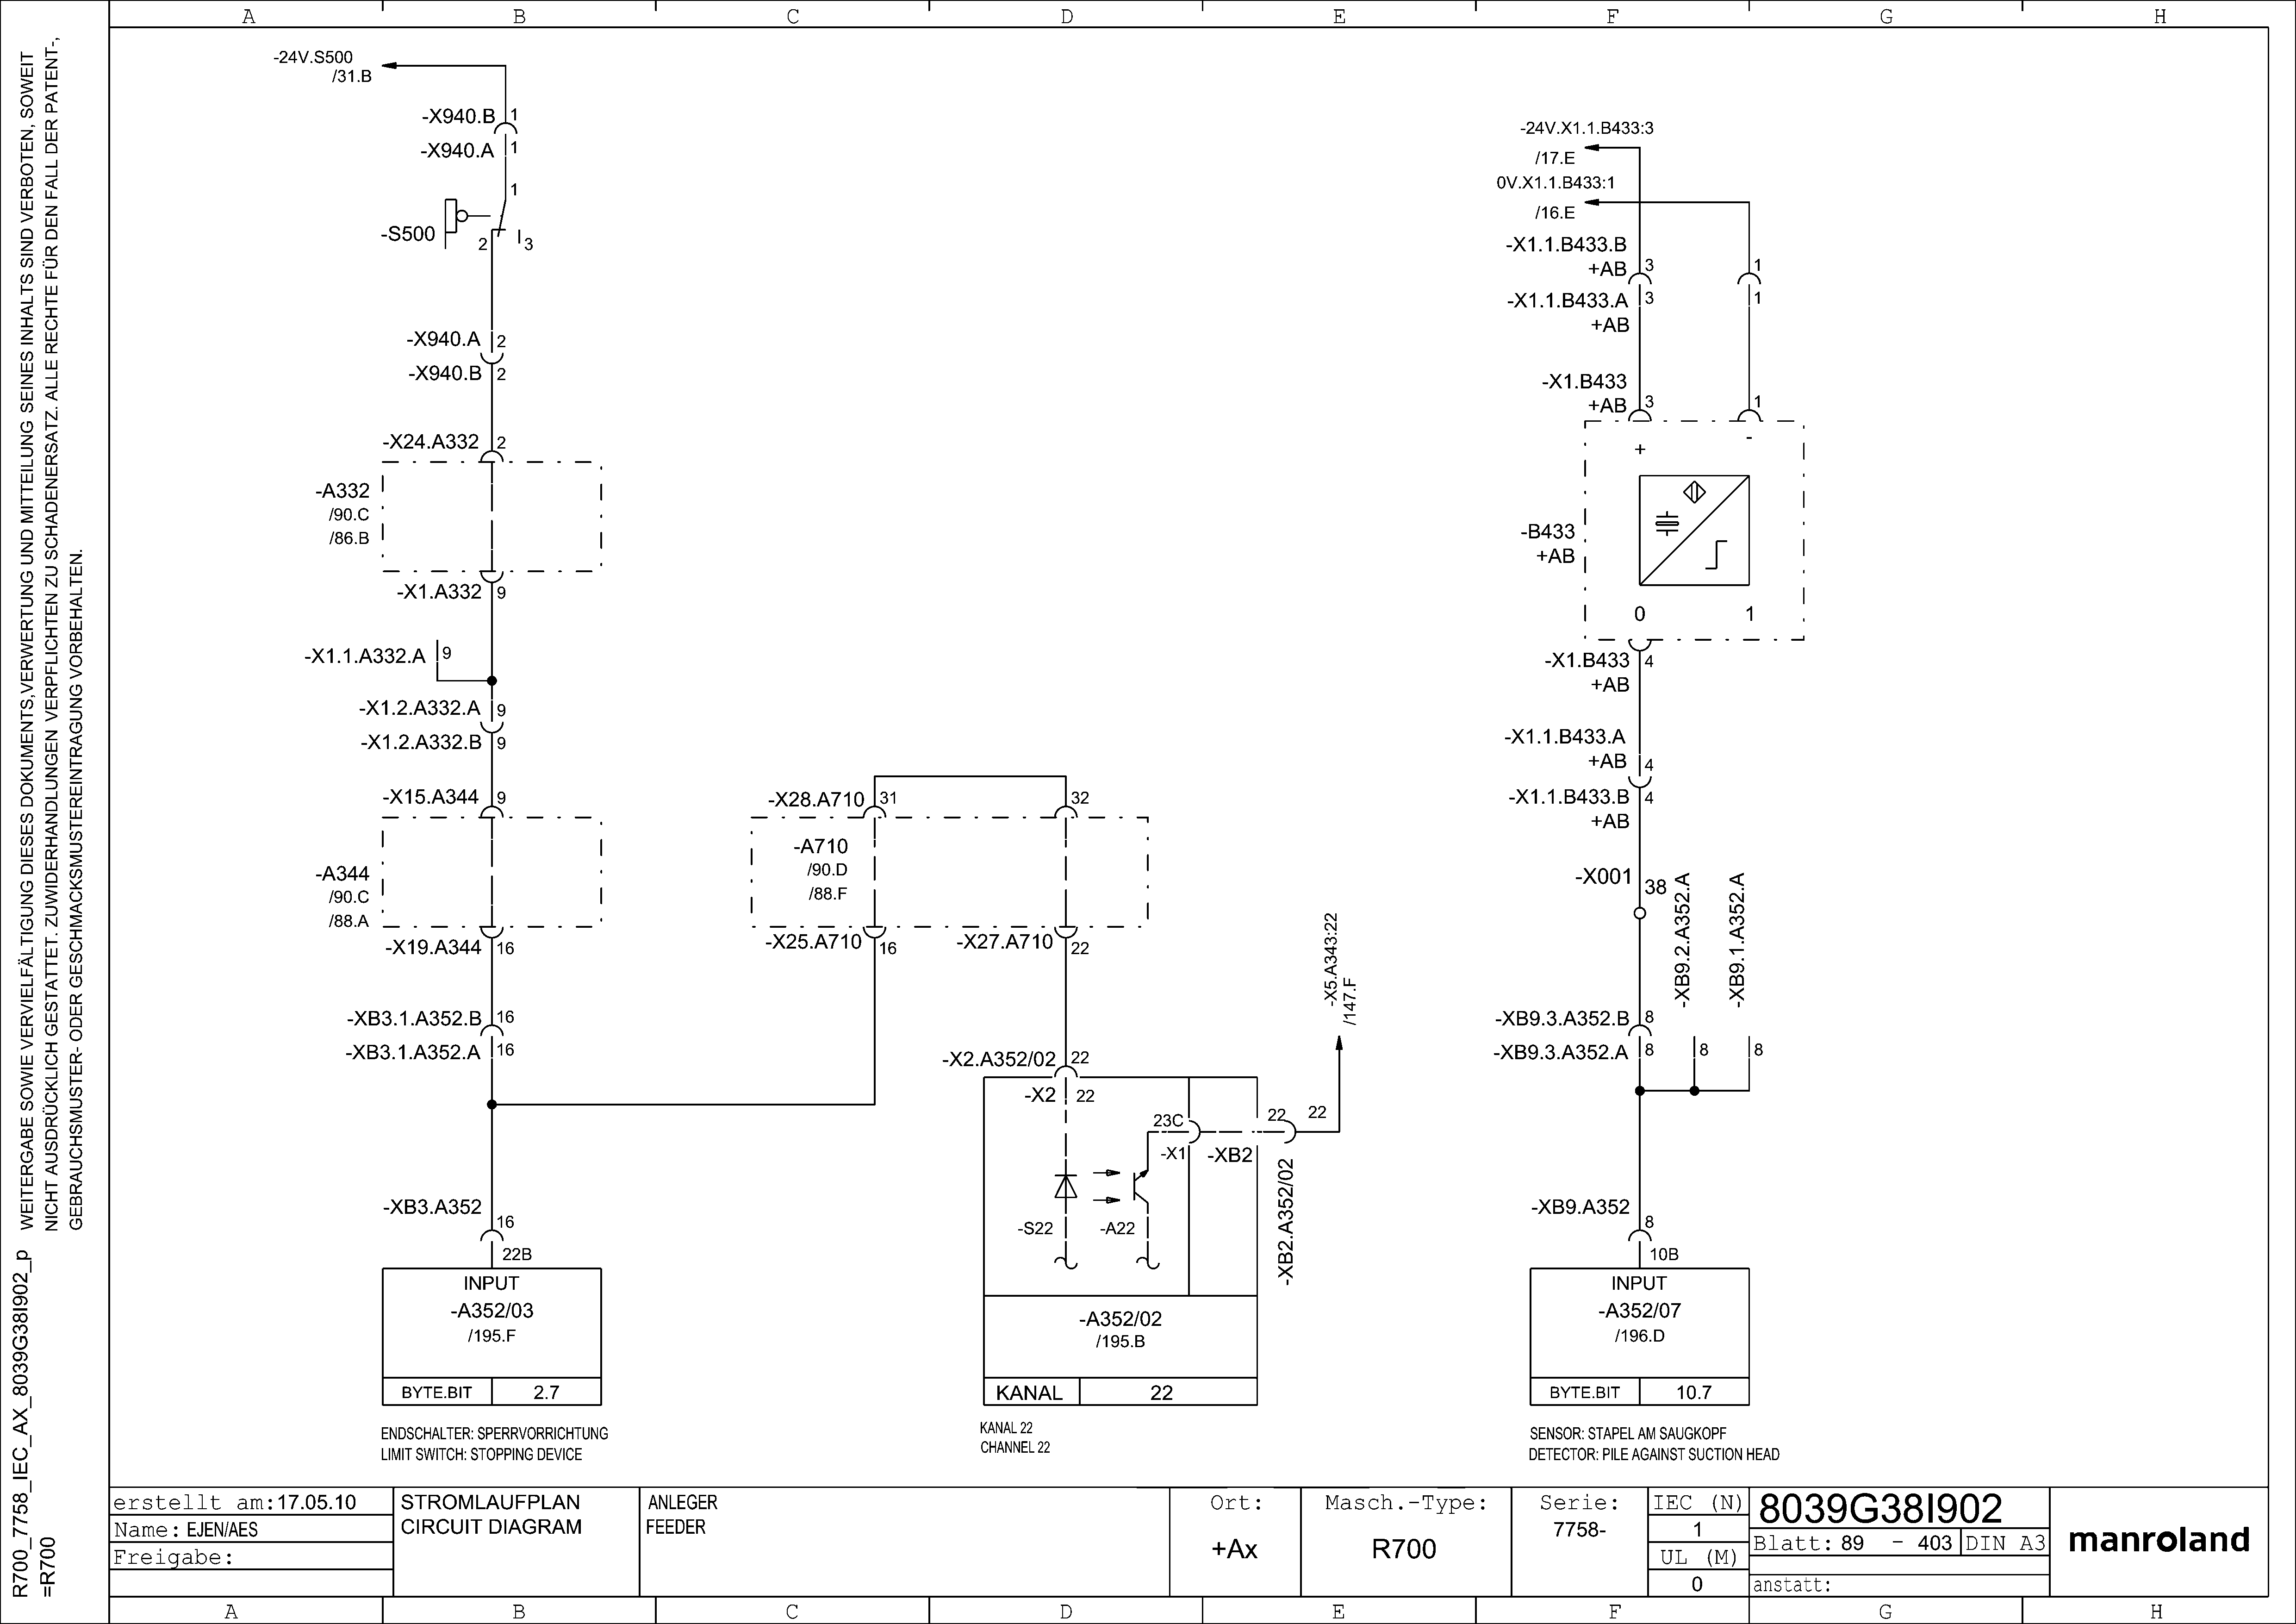 A B C D E F G H
WEITERGABE SOWIE VERVIELFÄLTIGUNG DIESES DOKUMENTS,VERWERTUNG UND MITTEILUNG SEINES INHALTS SIND VERBOTEN, SOWEIT
NICHT AUSDRÜCKLICH GESTATTET. ZUWIDERHANDLUNGEN VERPFLICHTEN ZU SCHADENERSATZ. ALLE RECHTE FÜR DEN FALL DER PATENT-,
GEBRAUCHSMUSTER- ODER GESCHMACKSMUSTEREINTRAGUNG VORBEHALTEN.
R700_7758_IEC_AX_8039G38I902_p
=R700
-24V.S500
/31.B
-X940.B 1
-X940.A 1
1
-S500
2 3
-X940.A 2
-X940.B 2
-X24.A332 2
-A332
/90.C
/86.B
-X1.A332 9
-X1.1.A332.A 9
-X1.2.A332.A 9
-X1.2.A332.B 9
-X15.A344 9
-A344
/90.C
/88.A
-X19.A344 16
-XB3.1.A352.B 16
-XB3.1.A352.A 16
-XB3.A352
16
22B
INPUT
-A352/03
/195.F
BYTE.BIT 2.7
ENDSCHALTER: SPERRVORRICHTUNG
LIMIT SWITCH: STOPPING DEVICE
-X28.A710 31 32
-A710
/90.D
/88.F
-X25.A710 16 -X27.A710 22
-X2.A352/02 22
-X2 22
23C
-X1
-XB2
22 22
-XB2.A352/02
-X5.A343:22
/147.F
-S22 -A22
-A352/02
/195.B
KANAL 22
KANAL 22
CHANNEL 22
-24V.X1.1.B433:3
/17.E
0V.X1.1.B433:1
/16.E
-X1.1.B433.B
+AB 3 1
-X1.1.B433.A 3 1
+AB
-X1.B433
+AB 3 1
+ -
-B433
+AB
0 1
-X1.B433 4
+AB
-X1.1.B433.A
+AB 4
-X1.1.B433.B 4
+AB
-X001 38
-XB9.2.A352.A
-XB9.1.A352.A
-XB9.3.A352.B 8
-XB9.3.A352.A 8 8 8
-XB9.A352
8
10B
INPUT
-A352/07
/196.D
BYTE.BIT 10.7
SENSOR: STAPEL AM SAUGKOPF
DETECTOR: PILE AGAINST SUCTION HEAD
erstellt am:17.05.10
Name: EJEN/AES
Freigabe:
STROMLAUFPLAN
CIRCUIT DIAGRAM
ANLEGER
FEEDER
Ort:
+Ax
Masch.-Type:
R700
Serie:
7758-
IEC (N)
1
UL (M)
0
8039G38I902
Blatt: 89 - 403 DIN A3
anstatt:
manroland
A B C D E F G H